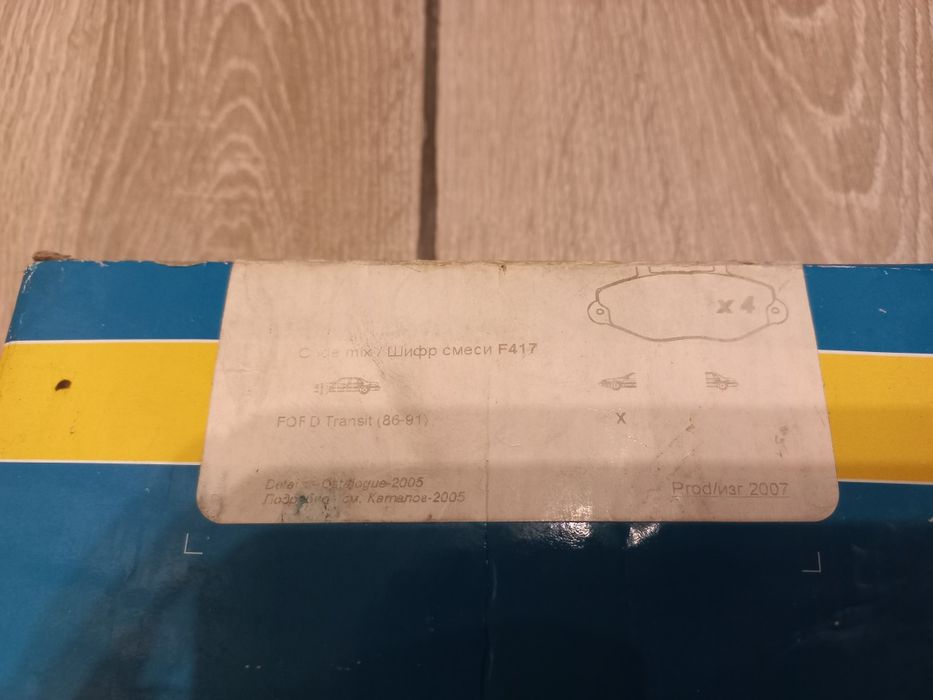 x 4
Code mix / Шифр смеси F417
FORD Transit (86-91)
X
Details - Catalogue-2005
Подробно - см. Каталог-2005
Prod/изг 2007